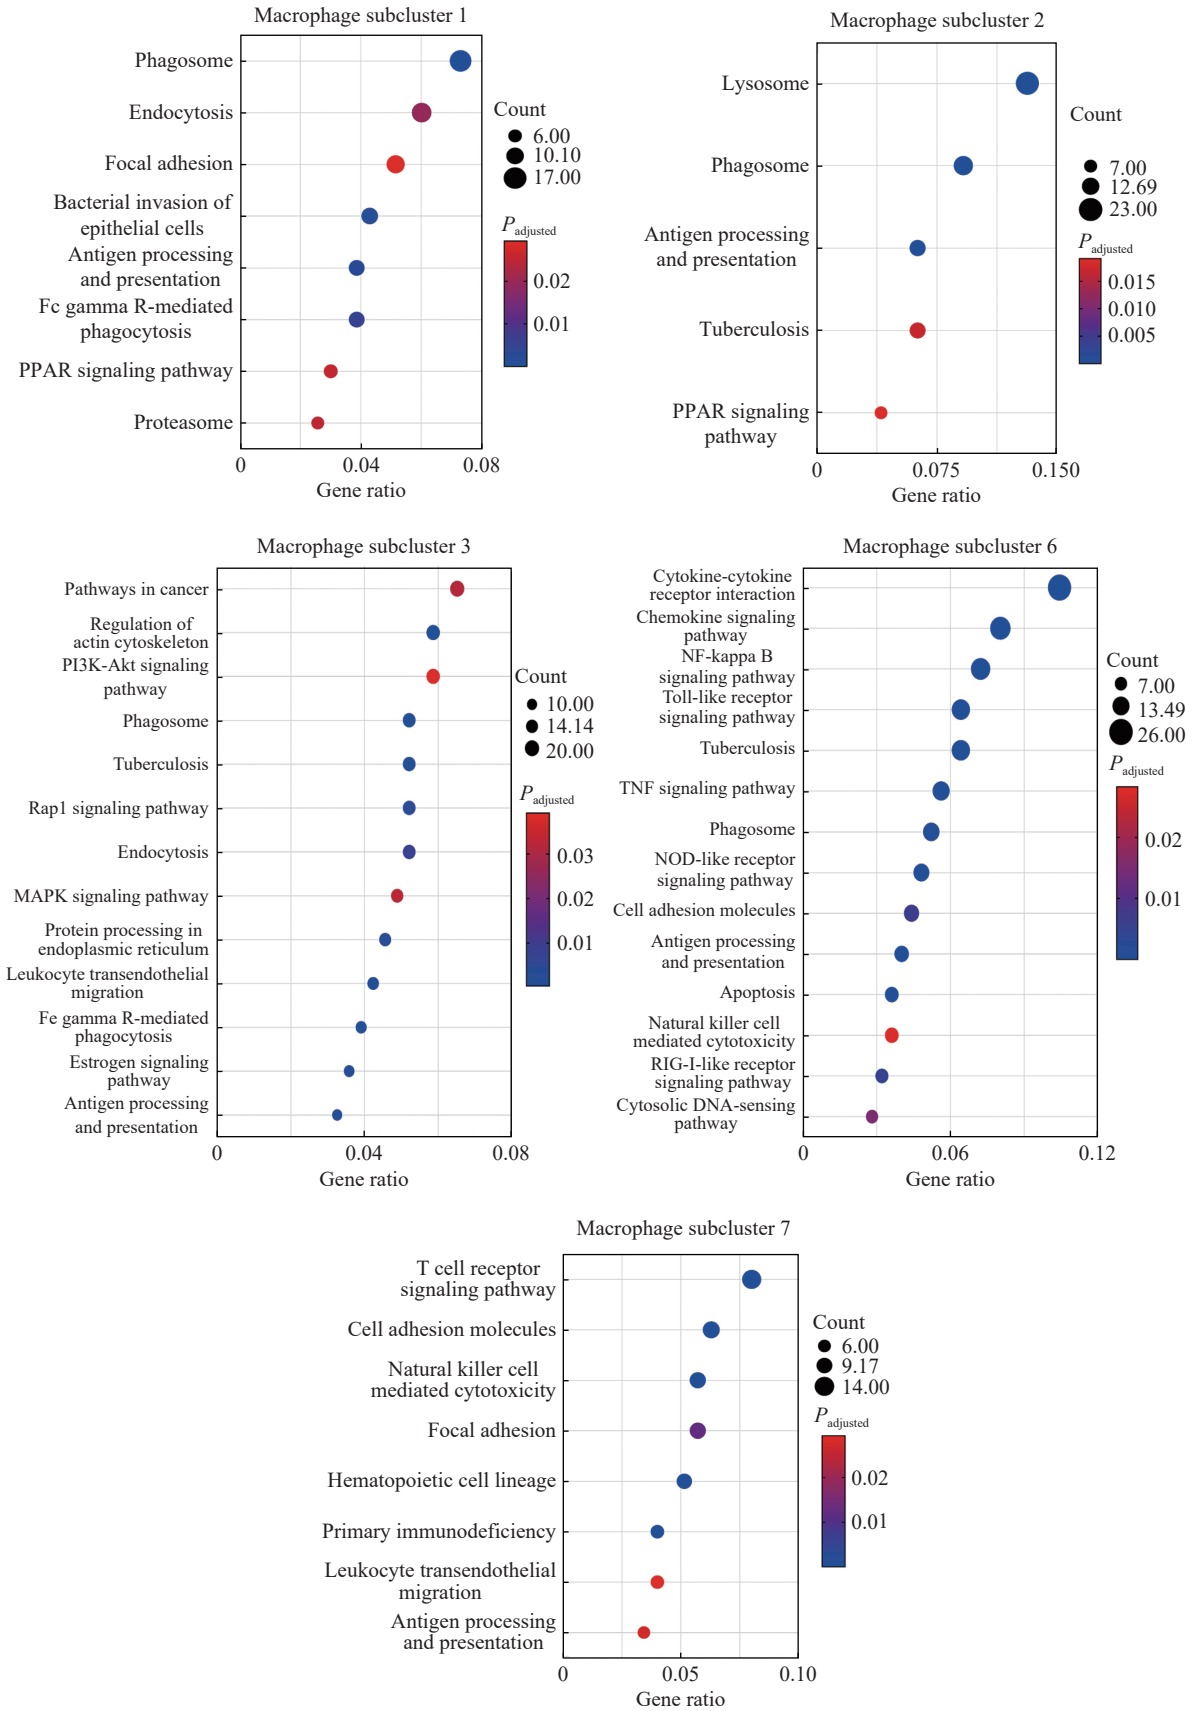 Macrophage subcluster 1
Phagosome
Endocytosis
Focal adhesion
Bacterial invasion of
epithelial cells
Antigen processing
and presentation
Fc gamma R-mediated
phagocytosis
PPAR signaling pathway
Proteasome
0
0.04
0.08
Gene ratio
Count
6.00
10.10
17.00
P adjusted
0.02
0.01
Macrophage subcluster 2
Lysosome
Phagosome
Antigen processing
and presentation
Tuberculosis
PPAR signaling
pathway
0
0.075
0.150
Gene ratio
Count
7.00
12.69
23.00
P adjusted
0.015
0.010
0.005
Macrophage subcluster 3
Pathways in cancer
Regulation of
actin cytoskeleton
PI3K-Akt signaling
pathway
Phagosome
Tuberculosis
Rap1 signaling pathway
Endocytosis
MAPK signaling pathway
Protein processing in
endoplasmic reticulum
Leukocyte transendothelial
migration
Fe gamma R-mediated
phagocytosis
Estrogen signaling
pathway
Antigen processing
and presentation
0
0.04
0.08
Gene ratio
Count
10.00
14.14
20.00
P adjusted
0.03
0.02
0.01
Macrophage subcluster 6
Cytokine-cytokine
receptor interaction
Chemokine signaling
pathway
NF-kappa B
signaling pathway
Toll-like receptor
signaling pathway
Tuberculosis
TNF signaling pathway
Phagosome
NOD-like receptor
signaling pathway
Cell adhesion molecules
Antigen processing
and presentation
Apoptosis
Natural killer cell
mediated cytotoxicity
RIG-I-like receptor
signaling pathway
Cytosolic DNA-sensing
pathway
0
0.06
0.12
Gene ratio
Count
7.00
13.49
26.00
P adjusted
0.02
0.01
Macrophage subcluster 7
T cell receptor
signaling pathway
Cell adhesion molecules
Natural killer cell
mediated cytotoxicity
Focal adhesion
Hematopoietic cell lineage
Primary immunodeficiency
Leukocyte transendothelial
migration
Antigen processing
and presentation
0
0.05
0.10
Gene ratio
Count
6.00
9.17
14.00
P adjusted
0.02
0.01